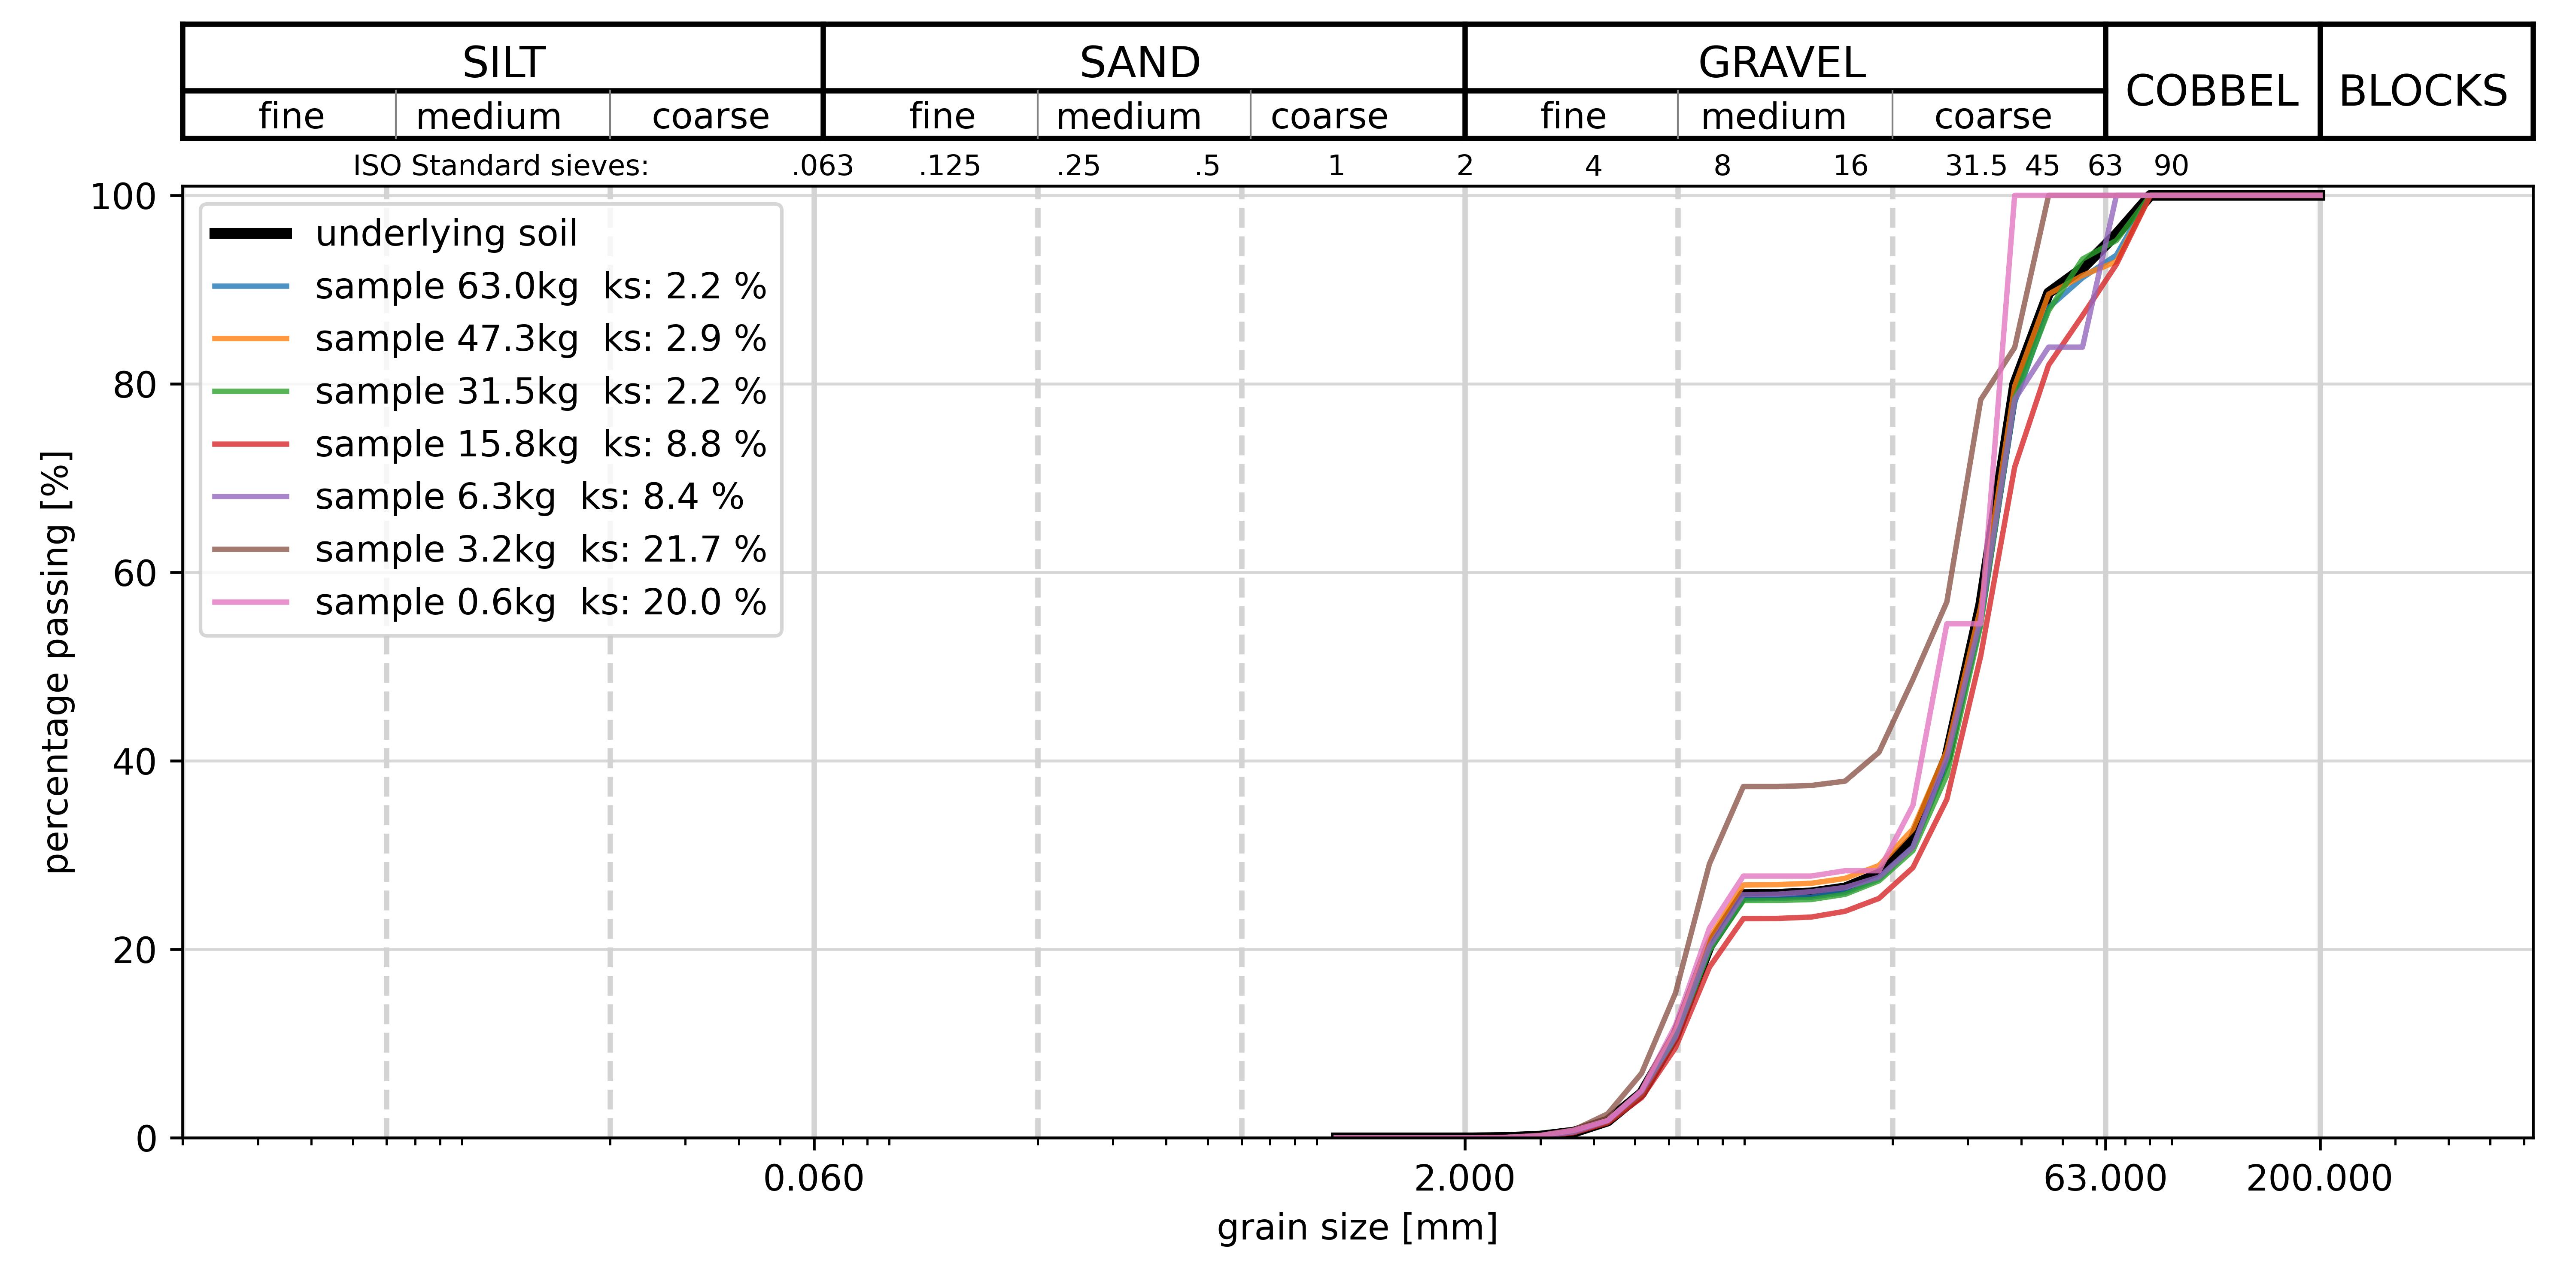 SILT SAND GRAVEL COBBEL BLOCKS
fine medium coarse fine medium coarse fine medium coarse
ISO Standard sieves: .063 .125 .25 .5 1 2 4 8 16 31.5 45 63 90
100
80
60
40
20
0
percentage passing [%]
underlying soil
sample 63.0kg ks: 2.2 %
sample 47.3kg ks: 2.9 %
sample 31.5kg ks: 2.2 %
sample 15.8kg ks: 8.8 %
sample 6.3kg ks: 8.4 %
sample 3.2kg ks: 21.7 %
sample 0.6kg ks: 20.0 %
0.060 2.000 63.000 200.000
grain size [mm]